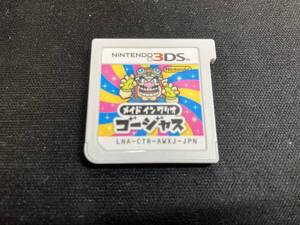 NINTENDO 3DS
Nintendo
メイド イン ワリオ
ゴージャス
LNA-CTR-AWXJ-JPN